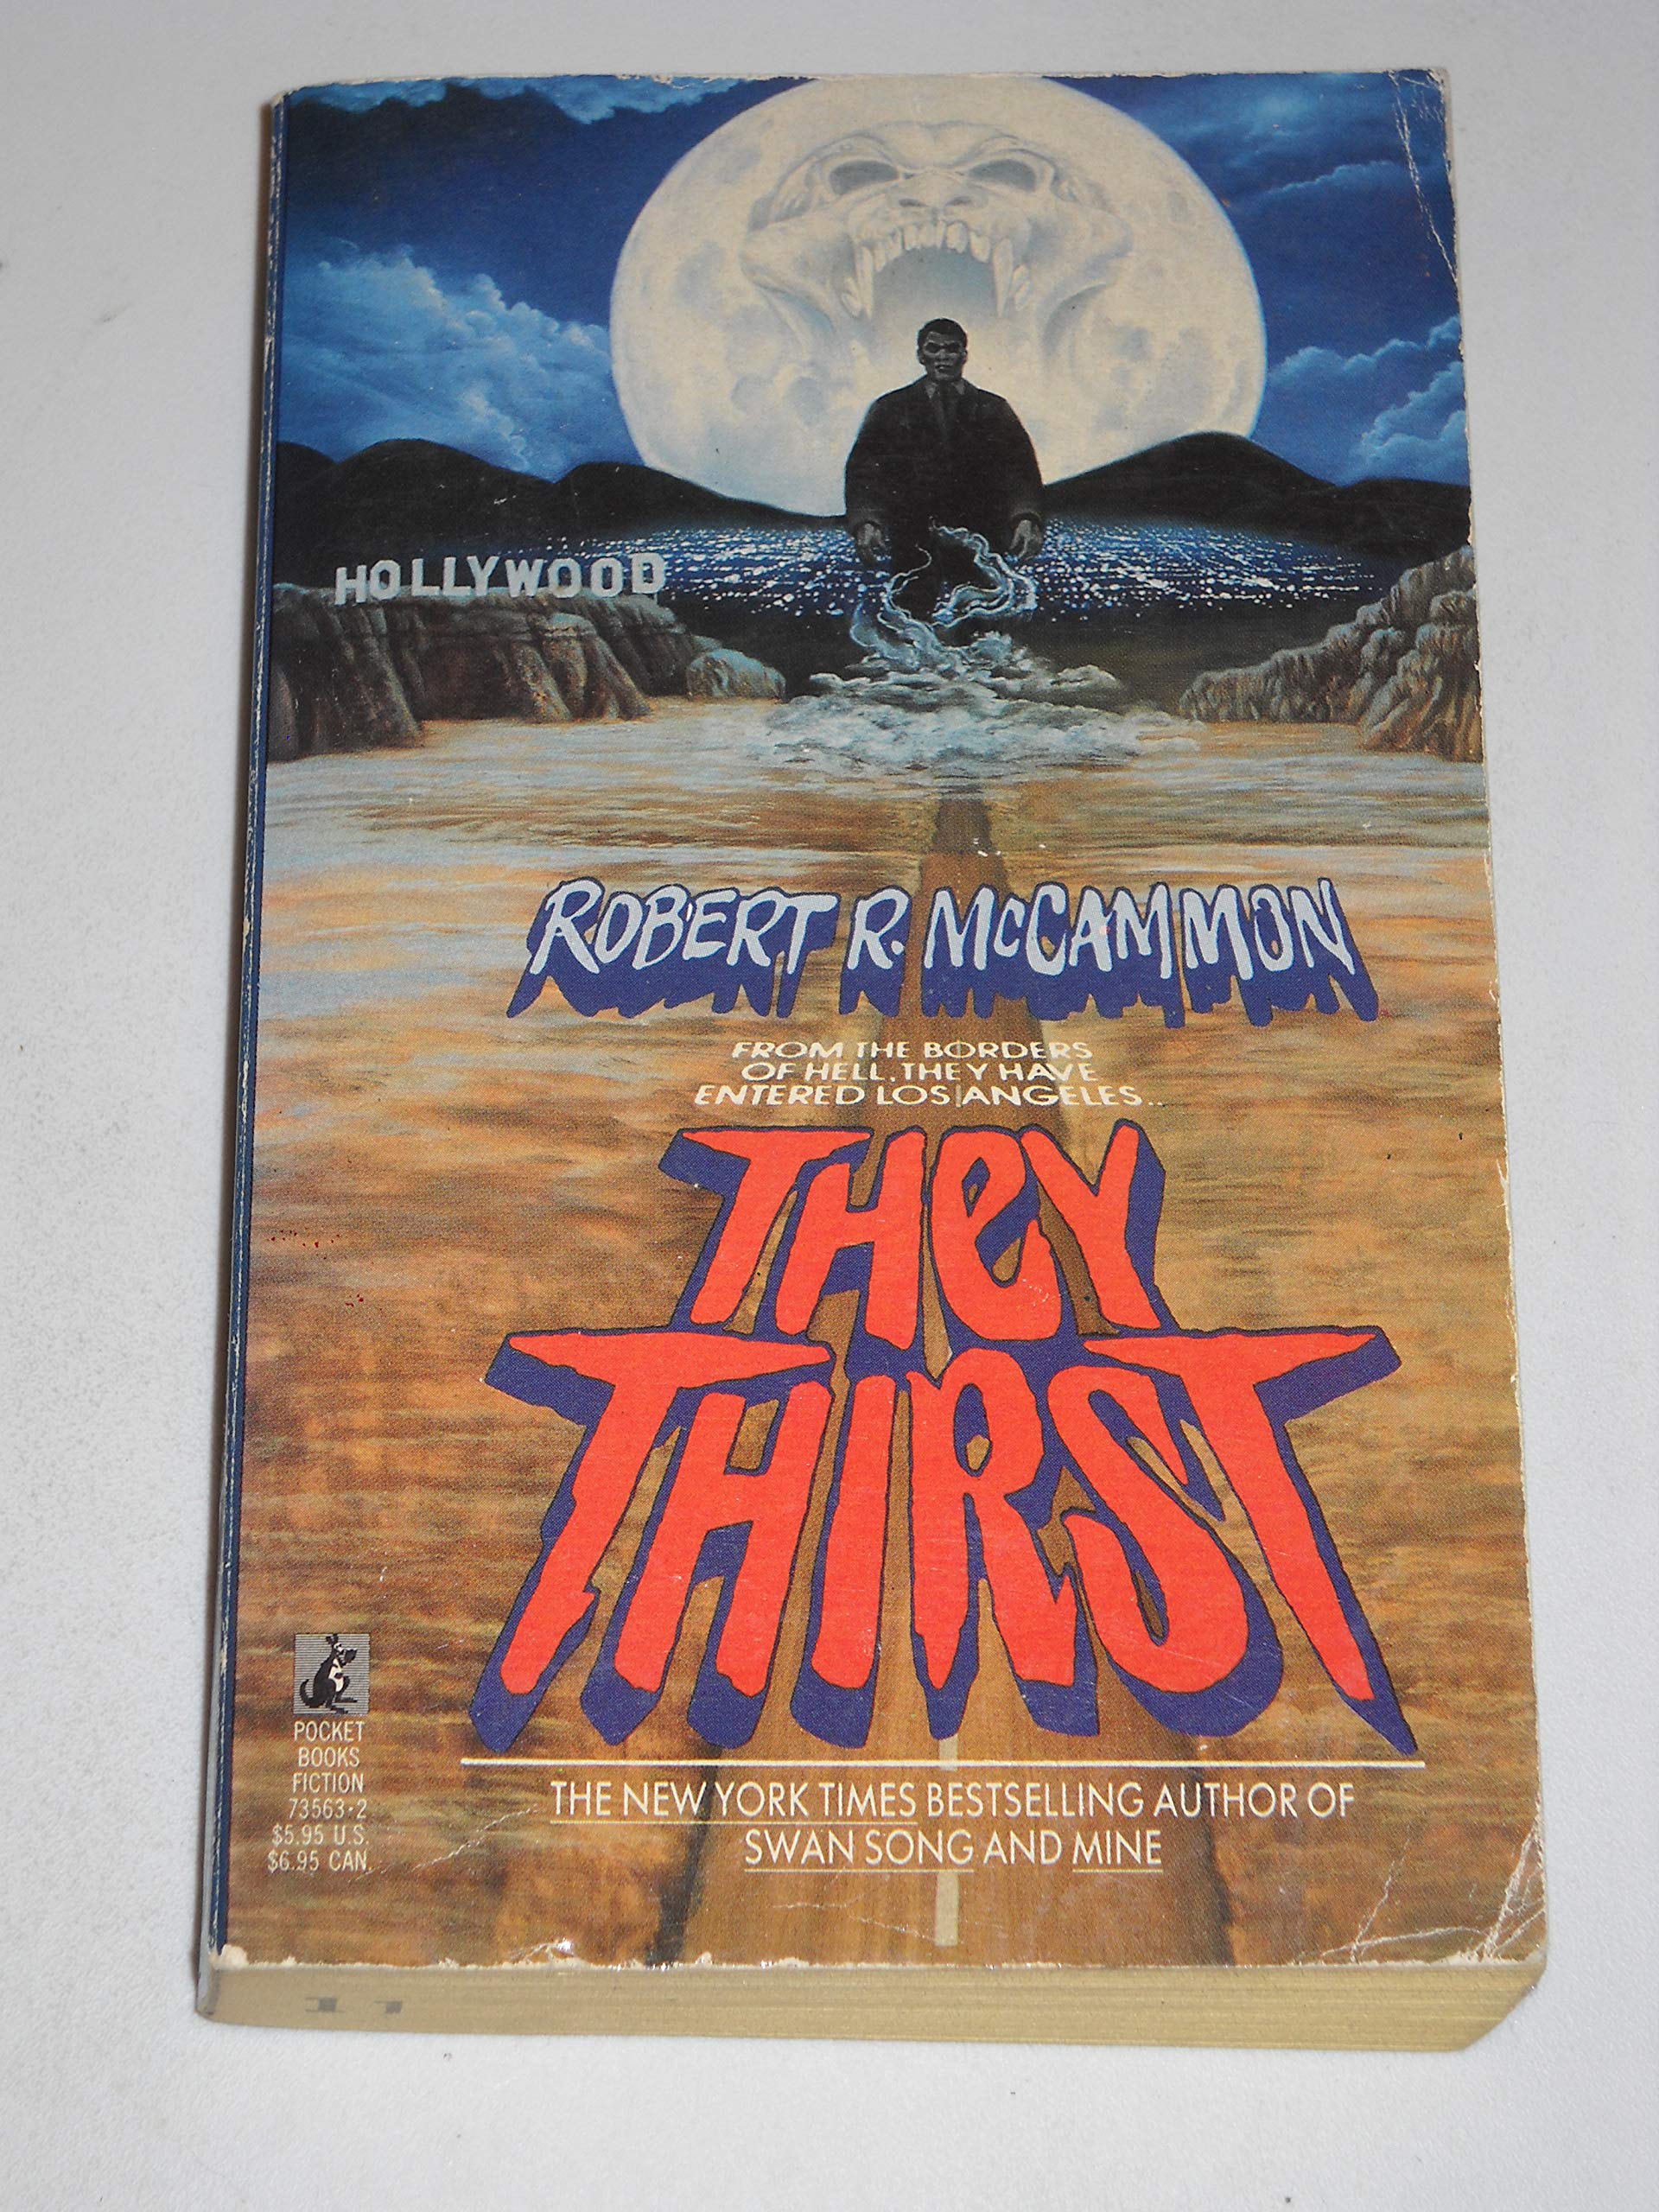 HOLLYWOOD
ROBERT R. McCAMMON
FROM THE BORDERS
OF HELL, THEY HAVE
ENTERED LOS ANGELES..
THEY
THIRST
POCKET
BOOKS
FICTION
73563·2
$5.95 U.S.
$6.95 CAN.
THE NEW YORK TIMES BESTSELLING AUTHOR OF
SWAN SONG AND MINE